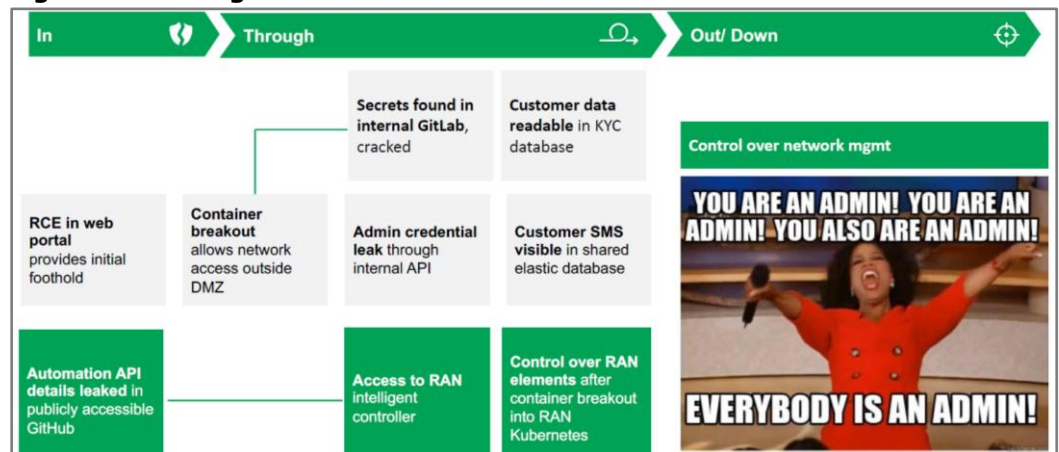 In
Through
Out/ Down
Secrets found in
internal GitLab,
cracked
Customer data
readable in KYC
database
Control over network mgmt
RCE in web
portal
provides initial
foothold
Container
breakout
allows network
access outside
DMZ
Admin credential
leak through
internal API
Customer SMS
visible in shared
elastic database
YOU ARE AN ADMIN! YOU ARE AN
ADMIN! YOU ALSO ARE AN ADMIN!
EVERYBODY IS AN ADMIN!
Automation API
details leaked in
publicly accessible
GitHub
Access to RAN
intelligent
controller
Control over RAN
elements after
container breakout
into RAN
Kubernetes